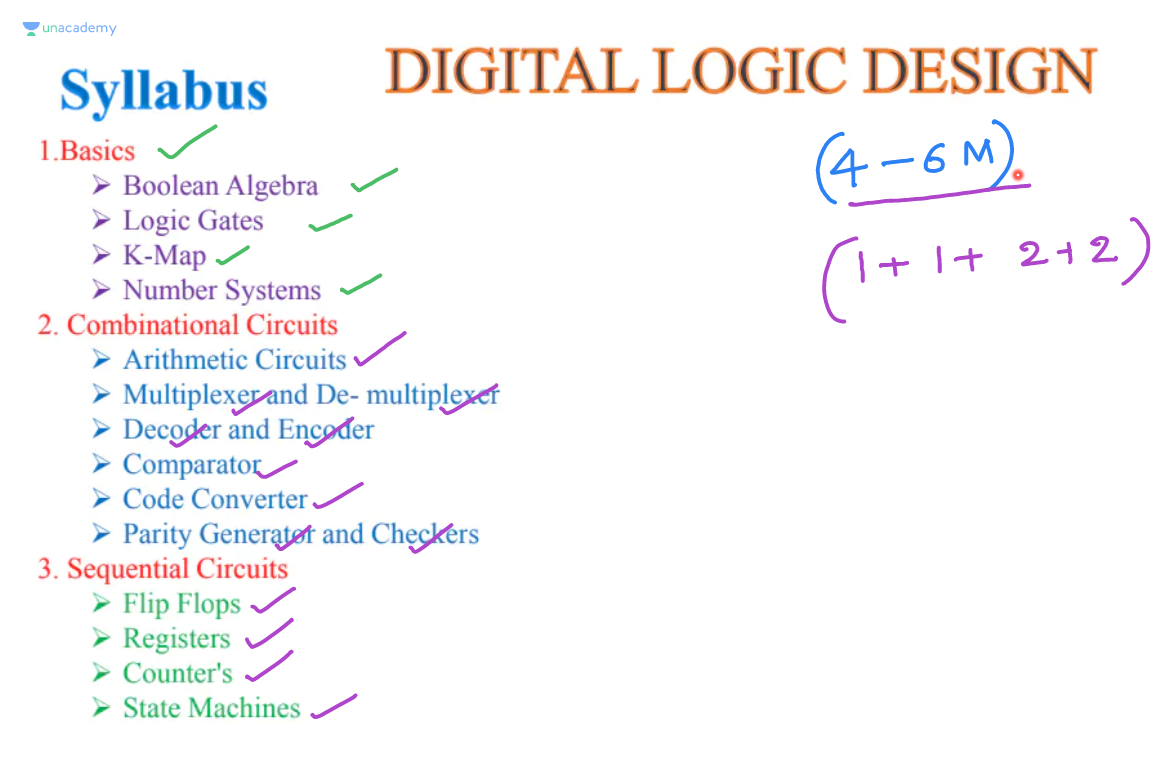 unacademy
DIGITAL LOGIC DESIGN
Syllabus
(4 - 6 M)
(1 + 1 + 2 + 2)
1.Basics
➢ Boolean Algebra
➢ Logic Gates
➢ K-Map
➢ Number Systems
2. Combinational Circuits
➢ Arithmetic Circuits
➢ Multiplexer and De- multiplexer
➢ Decoder and Encoder
➢ Comparator
➢ Code Converter
➢ Parity Generator and Checkers
3. Sequential Circuits
➢ Flip Flops
➢ Registers
➢ Counter's
➢ State Machines